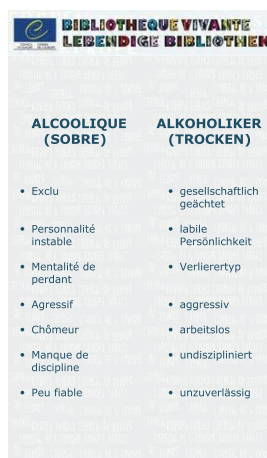 BIBLIOTHEQUE VIVANTE
LEBENDIGE BIBLIOTHEK
ALCOOLIQUE
(SOBRE)
• Exclu
• Personnalité
instable
• Mentalité de
perdant
• Agressif
• Chômeur
• Manque de
discipline
• Peu fiable
ALKOHOLIKER
(TROCKEN)
• gesellschaftlich
geächtet
• labile
Persönlichkeit
• Verlierertyp
• aggressiv
• arbeitslos
• undiszipliniert
• unzuverlässig